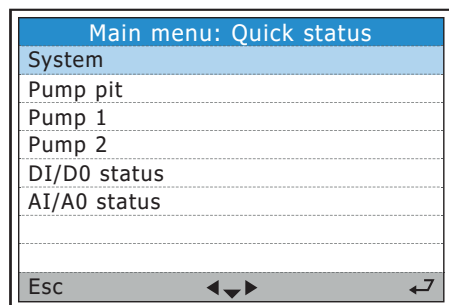 Main menu: Quick status
System
Pump pit
Pump 1
Pump 2
DI/D0 status
AI/A0 status
Esc